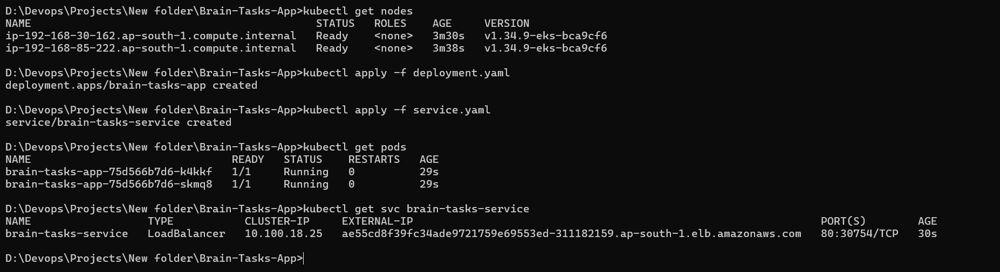 D:\Devops\Projects\New folder\Brain-Tasks-App>kubectl get nodes
NAME                                                STATUS   ROLES    AGE     VERSION
ip-192-168-30-162.ap-south-1.compute.internal   Ready    <none>   3m30s   v1.34.9-eks-bca9cf6
ip-192-168-85-222.ap-south-1.compute.internal   Ready    <none>   3m38s   v1.34.9-eks-bca9cf6
D:\Devops\Projects\New folder\Brain-Tasks-App>kubectl apply -f deployment.yaml
deployment.apps/brain-tasks-app created
D:\Devops\Projects\New folder\Brain-Tasks-App>kubectl apply -f service.yaml
service/brain-tasks-service created
D:\Devops\Projects\New folder\Brain-Tasks-App>kubectl get pods
NAME                               READY   STATUS    RESTARTS   AGE
brain-tasks-app-75d566b7d6-k4kkf   1/1     Running   0          29s
brain-tasks-app-75d566b7d6-skmq8   1/1     Running   0          29s
D:\Devops\Projects\New folder\Brain-Tasks-App>kubectl get svc brain-tasks-service
NAME                  TYPE           CLUSTER-IP     EXTERNAL-IP                                                               PORT(S)        AGE
brain-tasks-service   LoadBalancer   10.100.18.25   ae55cd8f39fc34ade9721759e69553ed-311182159.ap-south-1.elb.amazonaws.com   80:30754/TCP   30s
D:\Devops\Projects\New folder\Brain-Tasks-App>